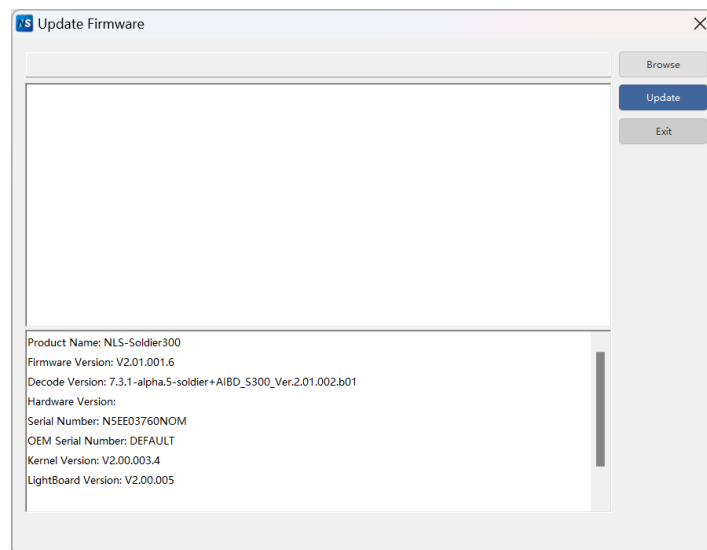 NS Update Firmware
Browse
Update
Exit
Product Name: NLS-Soldier300
Firmware Version: V2.01.001.6
Decode Version: 7.3.1-alpha.5-soldier+AIBD_S300_Ver.2.01.002.b01
Hardware Version:
Serial Number: N5EE03760NOM
OEM Serial Number: DEFAULT
Kernel Version: V2.00.003.4
LightBoard Version: V2.00.005